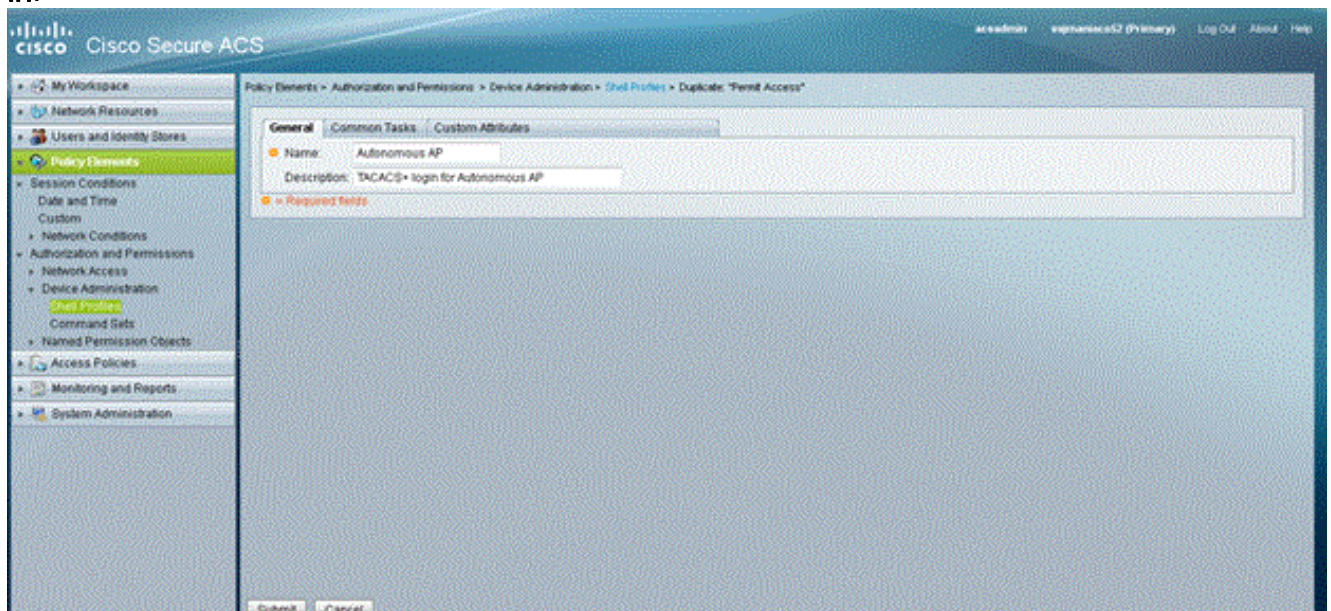 in.
CISCO Cisco Secure ACS
acsadmin (Primary) Log Out About Help
My Workspace
Network Resources
Users and Identity Stores
Policy Elements
Session Conditions
Date and Time
Custom
Network Conditions
Authorization and Permissions
Network Access
Device Administration
Shell Profiles
Command Sets
Named Permission Objects
Access Policies
Monitoring and Reports
System Administration
Policy Elements > Authorization and Permissions > Device Administration > Shell Profiles > Duplicate: "Permit Access"
General Common Tasks Custom Attributes
Name: Autonomous AP
Description: TACACS+ login for Autonomous AP
= Required fields
Submit Cancel